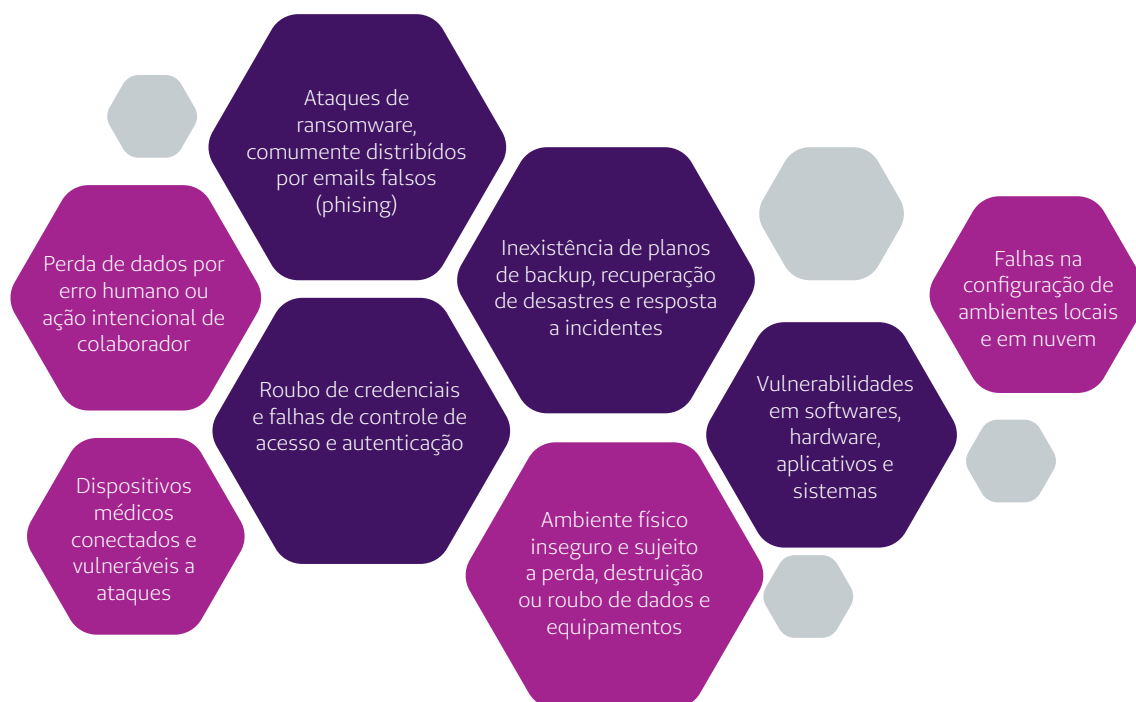 Ataques de
ransomware,
comumente distribídos
por emails falsos
(phising)
Perda de dados por
erro humano ou
ação intencional de
colaborador
Inexistência de planos
de backup, recuperação
de desastres e resposta
a incidentes
Falhas na
configuração de
ambientes locais
e em nuvem
Roubo de credenciais
e falhas de controle de
acesso e autenticação
Vulnerabilidades
em softwares,
hardware,
aplicativos e
sistemas
Dispositivos
médicos
conectados e
vulneráveis a
ataques
Ambiente físico
inseguro e sujeito
a perda, destruição
ou roubo de dados e
equipamentos